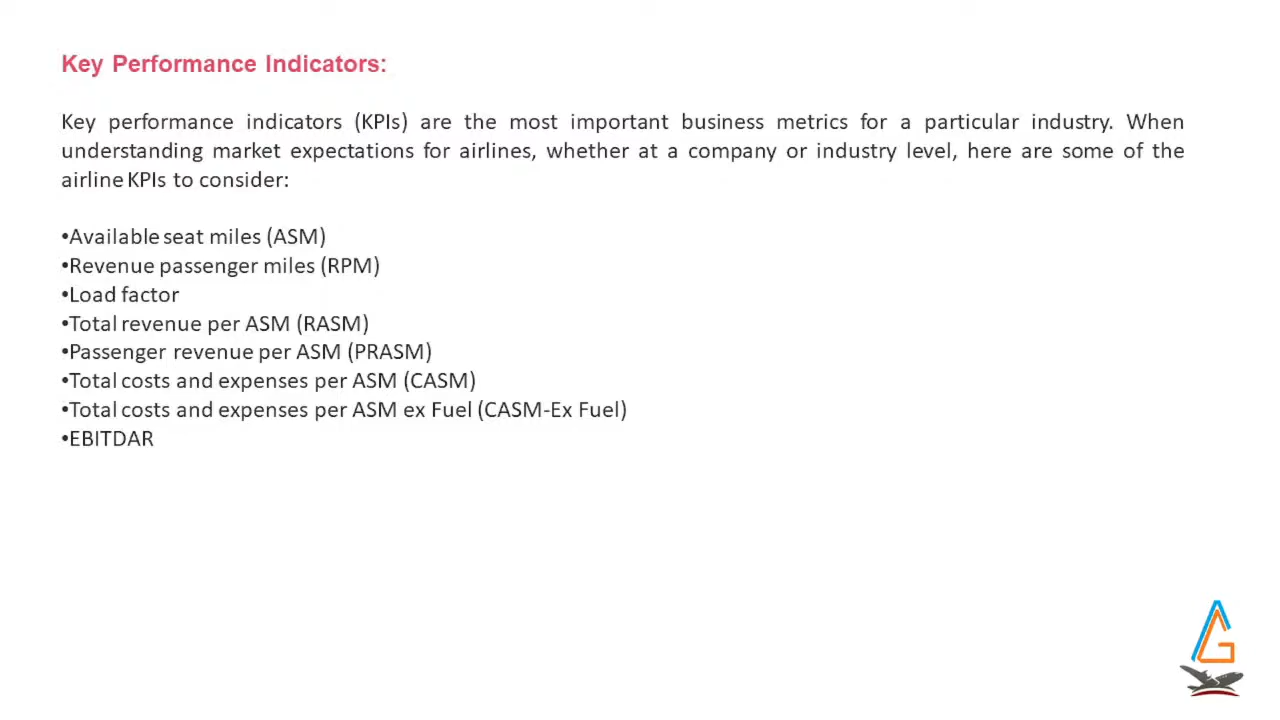 Key Performance Indicators:
Key performance indicators (KPIs) are the most important business metrics for a particular industry. When
understanding market expectations for airlines, whether at a company or industry level, here are some of the
airline KPIs to consider:
•Available seat miles (ASM)
•Revenue passenger miles (RPM)
•Load factor
•Total revenue per ASM (RASM)
•Passenger revenue per ASM (PRASM)
•Total costs and expenses per ASM (CASM)
•Total costs and expenses per ASM ex Fuel (CASM-Ex Fuel)
•EBITDAR